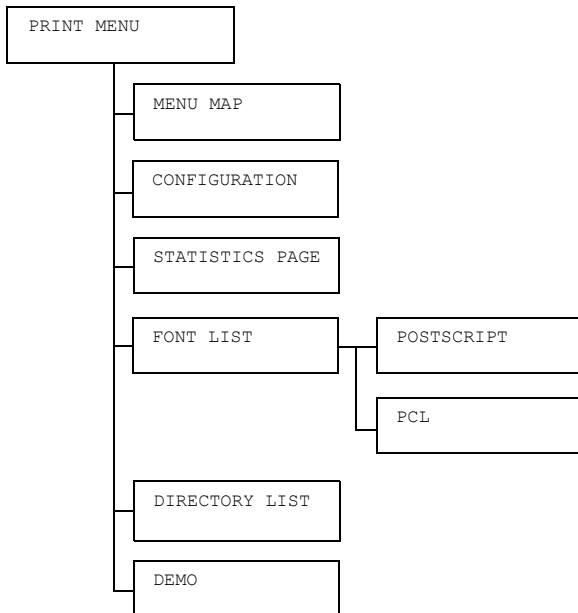 PRINT MENU
MENU MAP
CONFIGURATION
STATISTICS PAGE
FONT LIST
POSTSCRIPT
PCL
DIRECTORY LIST
DEMO